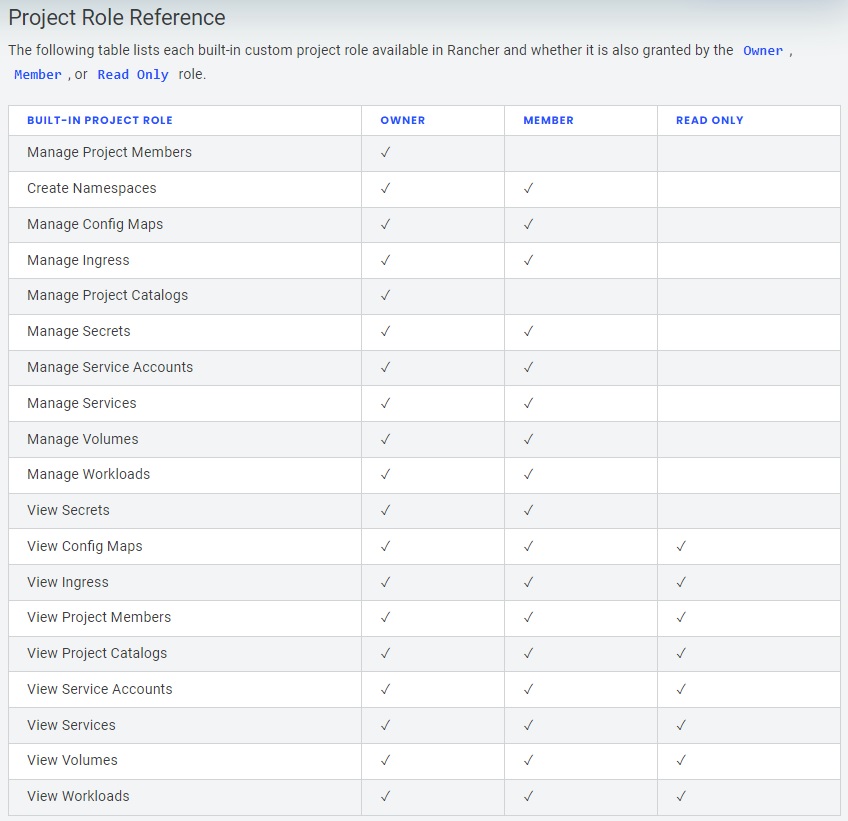 Project Role Reference
The following table lists each built-in custom project role available in Rancher and whether it is also granted by the Owner ,
Member , or Read Only role.
BUILT-IN PROJECT ROLE OWNER MEMBER READ ONLY
Manage Project Members ✓
Create Namespaces ✓ ✓
Manage Config Maps ✓ ✓
Manage Ingress ✓ ✓
Manage Project Catalogs ✓
Manage Secrets ✓ ✓
Manage Service Accounts ✓ ✓
Manage Services ✓ ✓
Manage Volumes ✓ ✓
Manage Workloads ✓ ✓
View Secrets ✓ ✓
View Config Maps ✓ ✓ ✓
View Ingress ✓ ✓ ✓
View Project Members ✓ ✓ ✓
View Project Catalogs ✓ ✓ ✓
View Service Accounts ✓ ✓ ✓
View Services ✓ ✓ ✓
View Volumes ✓ ✓ ✓
View Workloads ✓ ✓ ✓